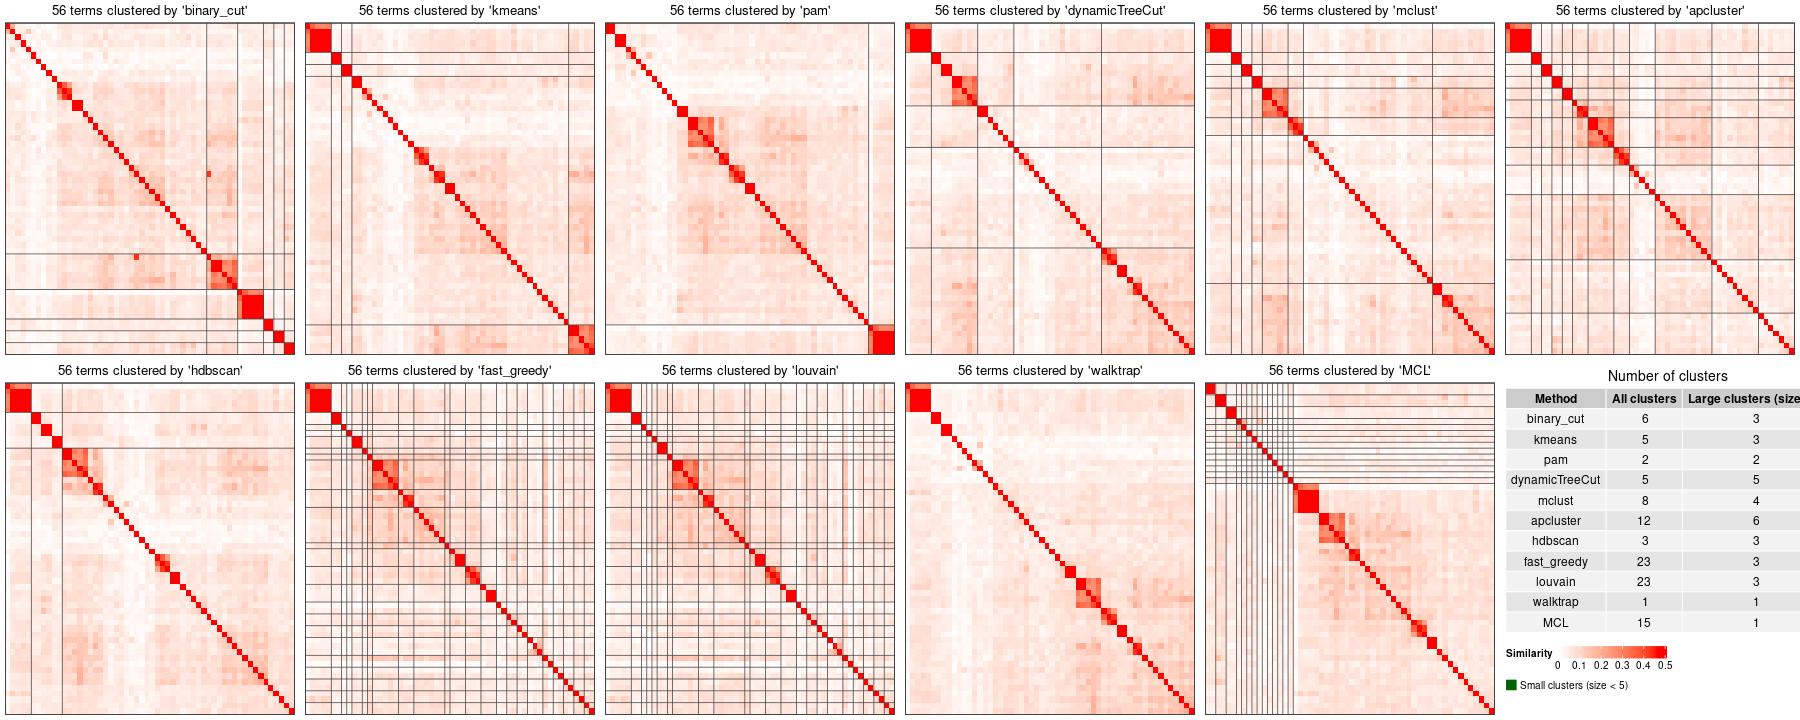 56 terms clustered by 'binary_cut'
56 terms clustered by 'kmeans'
56 terms clustered by 'pam'
56 terms clustered by 'dynamicTreeCut'
56 terms clustered by 'mclust'
56 terms clustered by 'apcluster'
56 terms clustered by 'hdbscan'
56 terms clustered by 'fast_greedy'
56 terms clustered by 'louvain'
56 terms clustered by 'walktrap'
56 terms clustered by 'MCL'
Number of clusters
Method All clusters Large clusters (size
binary_cut 6 3
kmeans 5 3
pam 2 2
dynamicTreeCut 5 5
mclust 8 4
apcluster 12 6
hdbscan 3 3
fast_greedy 23 3
louvain 23 3
walktrap 1 1
MCL 15 1
Similarity
0 0.1 0.2 0.3 0.4 0.5
Small clusters (size < 5)